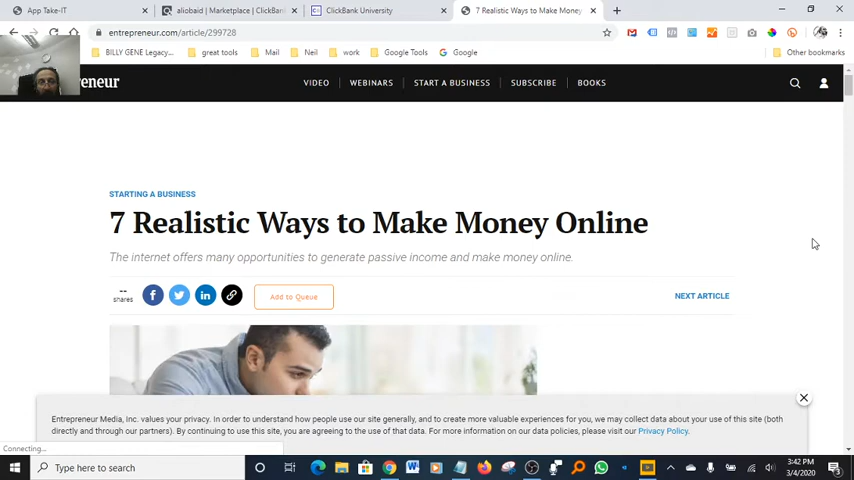 App Take-IT
aliobaid | Marketplace | ClickBan
ClickBank University
7 Realistic Ways to Make Money
entrepreneur.com/article/299728
BILLY GENE Legacy...
great tools
Mail
Neil
work
Google Tools
Google
Other bookmarks
eneur
VIDEO
WEBINARS
START A BUSINESS
SUBSCRIBE
BOOKS
STARTING A BUSINESS
7 Realistic Ways to Make Money Online
The internet offers many opportunities to generate passive income and make money online.
--
shares
Add to Queue
NEXT ARTICLE
Entrepreneur Media, Inc. values your privacy. In order to understand how people use our site generally, and to create more valuable experiences for you, we may collect data about your use of this site (both
directly and through our partners). By continuing to use this site, you are agreeing to the use of that data. For more information on our data policies, please visit our Privacy Policy.
Connecting...
Type here to search
3:42 PM
3/4/2020